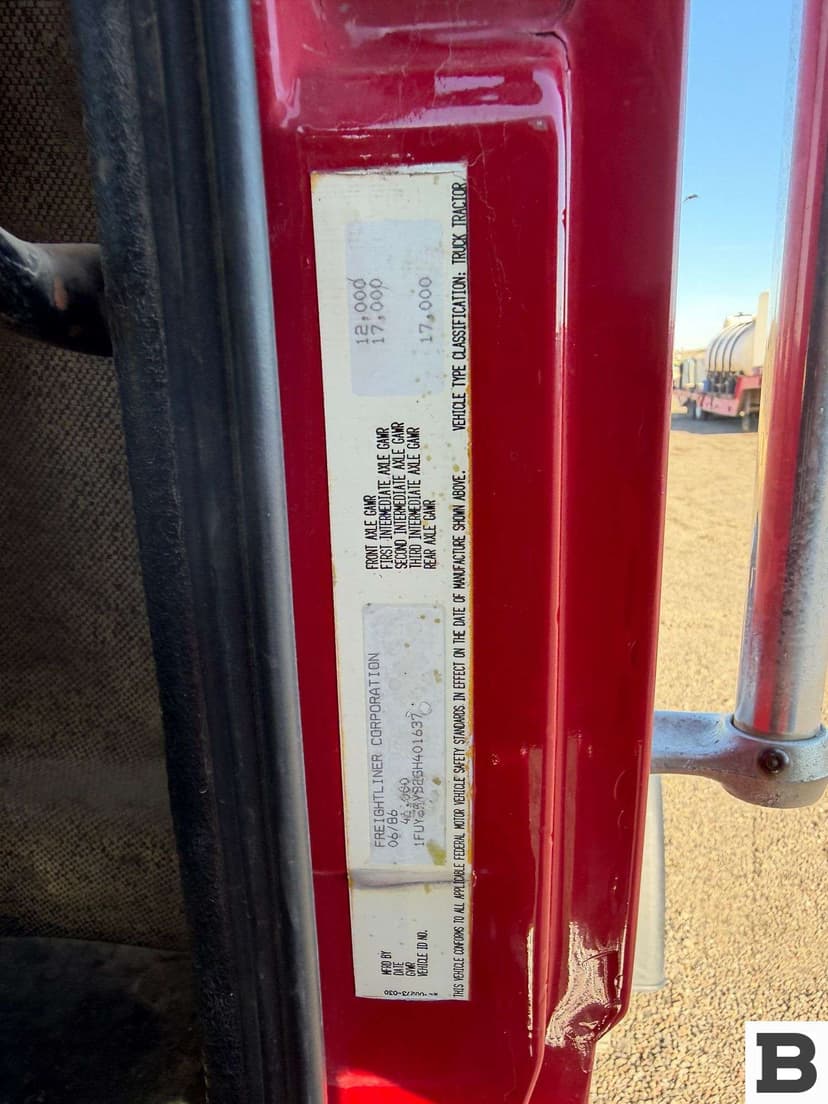 MFRD BY FREIGHTLINER CORPORATION
DATE 06/86
GVWR
VEHICLE ID NO.
FRONT AXLE GAWR 12,000
FIRST INTERMEDIATE AXLE GAWR 17,000
SECOND INTERMEDIATE AXLE GAWR
THIRD INTERMEDIATE AXLE GAWR
REAR AXLE GAWR 17,000
THIS VEHICLE CONFORMS TO ALL APPLICABLE FEDERAL MOTOR VEHICLE SAFETY STANDARDS IN EFFECT ON THE DATE OF MANUFACTURE SHOWN ABOVE. VEHICLE TYPE CLASSIFICATION: TRUCK TRACTOR
B